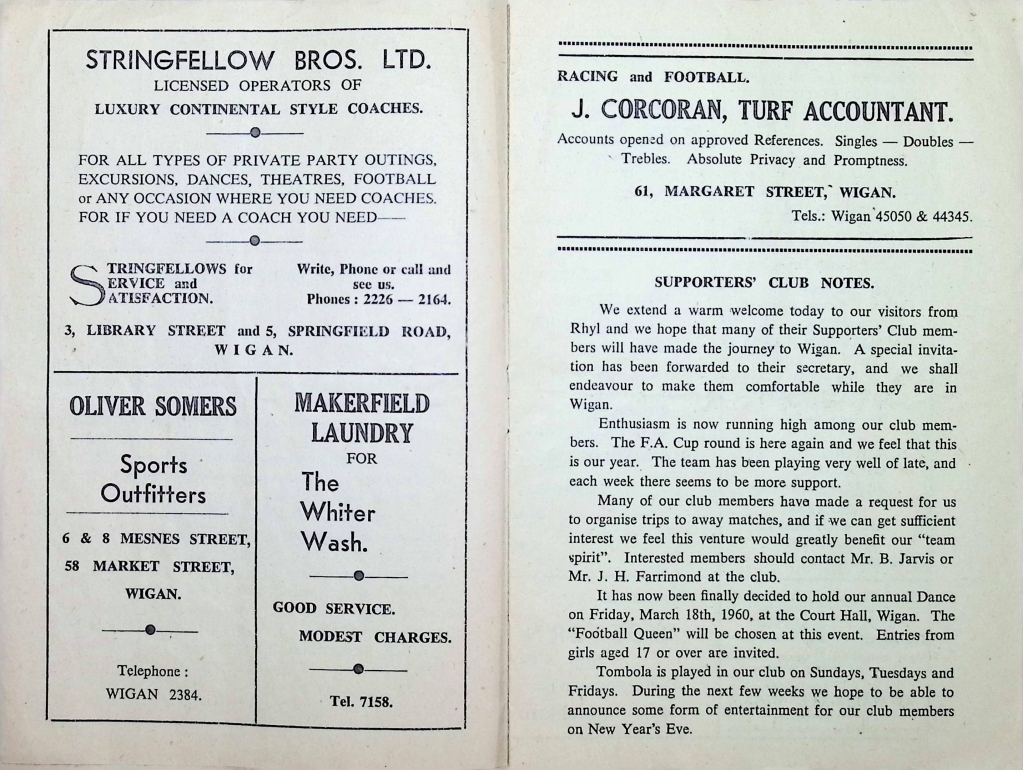 STRINGFELLOW BROS. LTD.
LICENSED OPERATORS OF
LUXURY CONTINENTAL STYLE COACHES.
FOR ALL TYPES OF PRIVATE PARTY OUTINGS,
EXCURSIONS, DANCES, THEATRES, FOOTBALL
or ANY OCCASION WHERE YOU NEED COACHES.
FOR IF YOU NEED A COACH YOU NEED——
STRINGFELLOWS for
SERVICE and
SATISFACTION.
Write, Phone or call and
see us.
Phones : 2226 — 2164.
3, LIBRARY STREET and 5, SPRINGFIELD ROAD,
WIGAN.
OLIVER SOMERS
Sports
Outfitters
6 & 8 MESNES STREET,
58 MARKET STREET,
WIGAN.
Telephone :
WIGAN 2384.
MAKERFIELD
LAUNDRY
FOR
The
Whiter
Wash.
GOOD SERVICE.
MODEST CHARGES.
Tel. 7158.
RACING and FOOTBALL.
J. CORCORAN, TURF ACCOUNTANT.
Accounts opened on approved References. Singles — Doubles —
Trebles. Absolute Privacy and Promptness.
61, MARGARET STREET, WIGAN.
Tels.: Wigan 45050 & 44345.
SUPPORTERS' CLUB NOTES.
We extend a warm welcome today to our visitors from
Rhyl and we hope that many of their Supporters' Club mem-
bers will have made the journey to Wigan. A special invita-
tion has been forwarded to their secretary, and we shall
endeavour to make them comfortable while they are in
Wigan.
Enthusiasm is now running high among our club mem-
bers. The F.A. Cup round is here again and we feel that this
is our year. The team has been playing very well of late, and
each week there seems to be more support.
Many of our club members have made a request for us
to organise trips to away matches, and if we can get sufficient
interest we feel this venture would greatly benefit our "team
spirit". Interested members should contact Mr. B. Jarvis or
Mr. J. H. Farrimond at the club.
It has now been finally decided to hold our annual Dance
on Friday, March 18th, 1960, at the Court Hall, Wigan. The
"Football Queen" will be chosen at this event. Entries from
girls aged 17 or over are invited.
Tombola is played in our club on Sundays, Tuesdays and
Fridays. During the next few weeks we hope to be able to
announce some form of entertainment for our club members
on New Year's Eve.